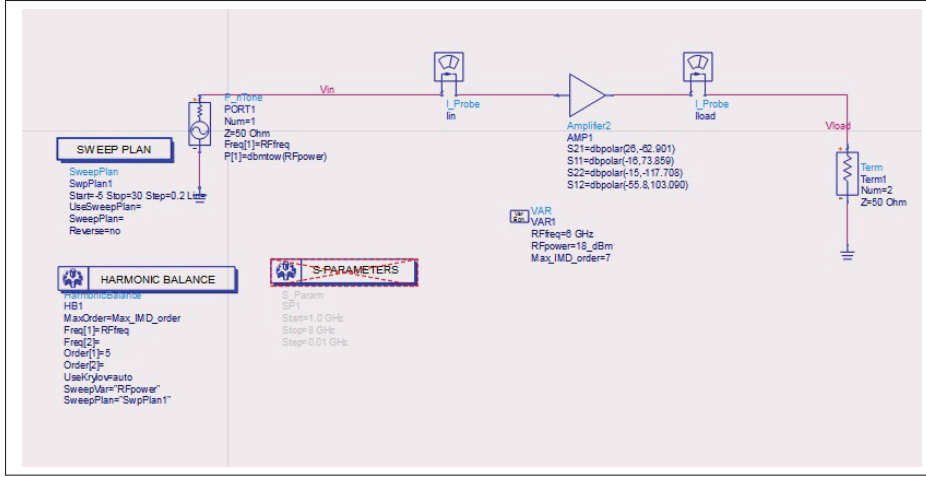 Vin
P_nTone
PORT1
Num=1
Z=50 Ohm
Freq[1]=RFfreq
P[1]=dbmtow(RFpower)
I_Probe
Iin
Amplifier2
AMP1
S21=dbpolar(26,-62.901)
S11=dbpolar(-16,73.859)
S22=dbpolar(-15,-117.708)
S12=dbpolar(-55.8,103.090)
I_Probe
Iload
Vload
Term
Term1
Num=2
Z=50 Ohm
SWEEP PLAN
SweepPlan
SwpPlan1
Start=-5 Stop=30 Step=0.2
UseSweepPlan=
SweepPlan=
Reverse=no
Var
Eqn
VAR
VAR1
RFfreq=6 GHz
RFpower=18_dBm
Max_IMD_order=7
HARMONIC BALANCE
HarmonicBalance
HB1
MaxOrder=Max_IMD_order
Freq[1]=RFfreq
Freq[2]=
Order[1]=5
Order[2]=
UseKrylov=auto
SweepVar="RFpower"
SweepPlan="SwpPlan1"
S-PARAMETERS
S_Param
SP1
Start=1.0 GHz
Stop=8 GHz
Step=0.01 GHz